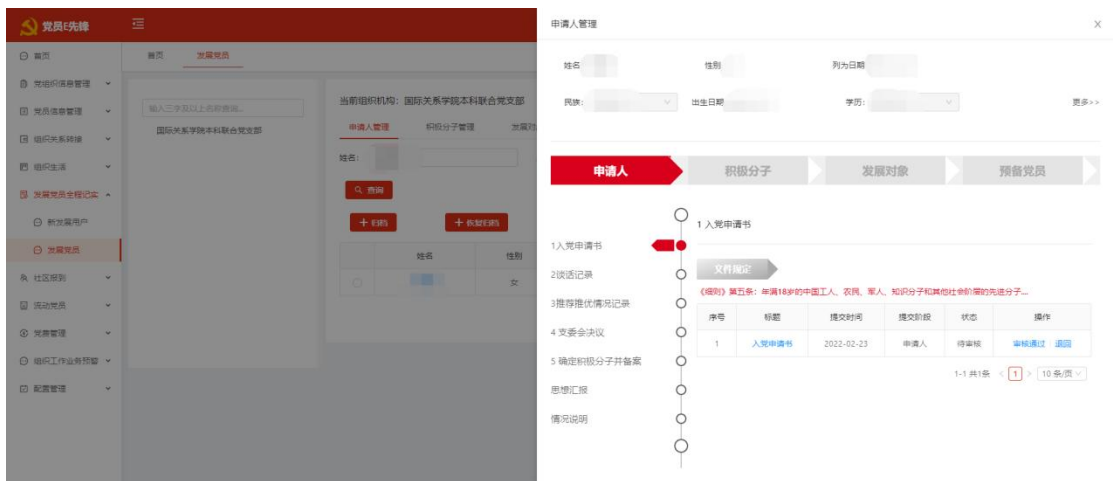 党员E先锋
首页
党组织信息管理
党员信息管理
组织关系转接
组织生活
发展党员全程记实
新发展用户
发展党员
社区报到
流动党员
党费管理
组织工作业务预警
配置管理
首页 发展党员
输入三字及以上名称查询...
国际关系学院本科联合党支部
当前组织机构: 国际关系学院本科联合党支部
申请人管理 积极分子管理 发展对
姓名:
查询
+ 归档 + 恢复归档
姓名 性别
女
申请人管理
姓名 性别 列为日期
民族: 出生日期 学历: 更多>>
申请人 积极分子 发展对象 预备党员
1入党申请书
2谈话记录
3推荐推优情况记录
4 支委会决议
5 确定积极分子并备案
思想汇报
情况说明
1 入党申请书
文件规定
《细则》第五条：年满18岁的中国工人、农民、军人、知识分子和其他社会阶层的先进分子...
序号 标题 提交时间 提交阶段 状态 操作
1 入党申请书 2022-02-23 申请人 待审核 审核通过 退回
1-1 共1条 < 1 > 10 条/页